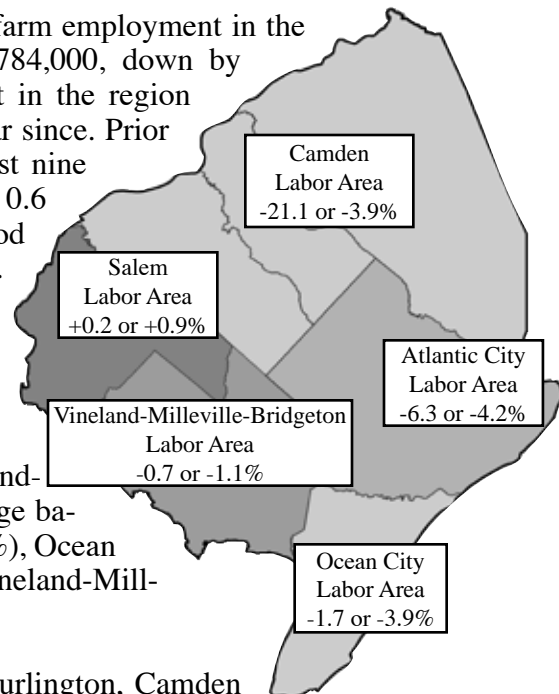 farm employment in the
784,000, down by
t in the region
ar since. Prior
st nine
0.6
od
Camden
Labor Area
-21.1 or -3.9%
Salem
Labor Area
+0.2 or +0.9%
Atlantic City
Labor Area
-6.3 or -4.2%
Vineland-Milleville-Bridgeton
Labor Area
-0.7 or -1.1%
and-
ge ba-
%), Ocean
ineland-Mill-
Ocean City
Labor Area
-1.7 or -3.9%
urlington, Camden